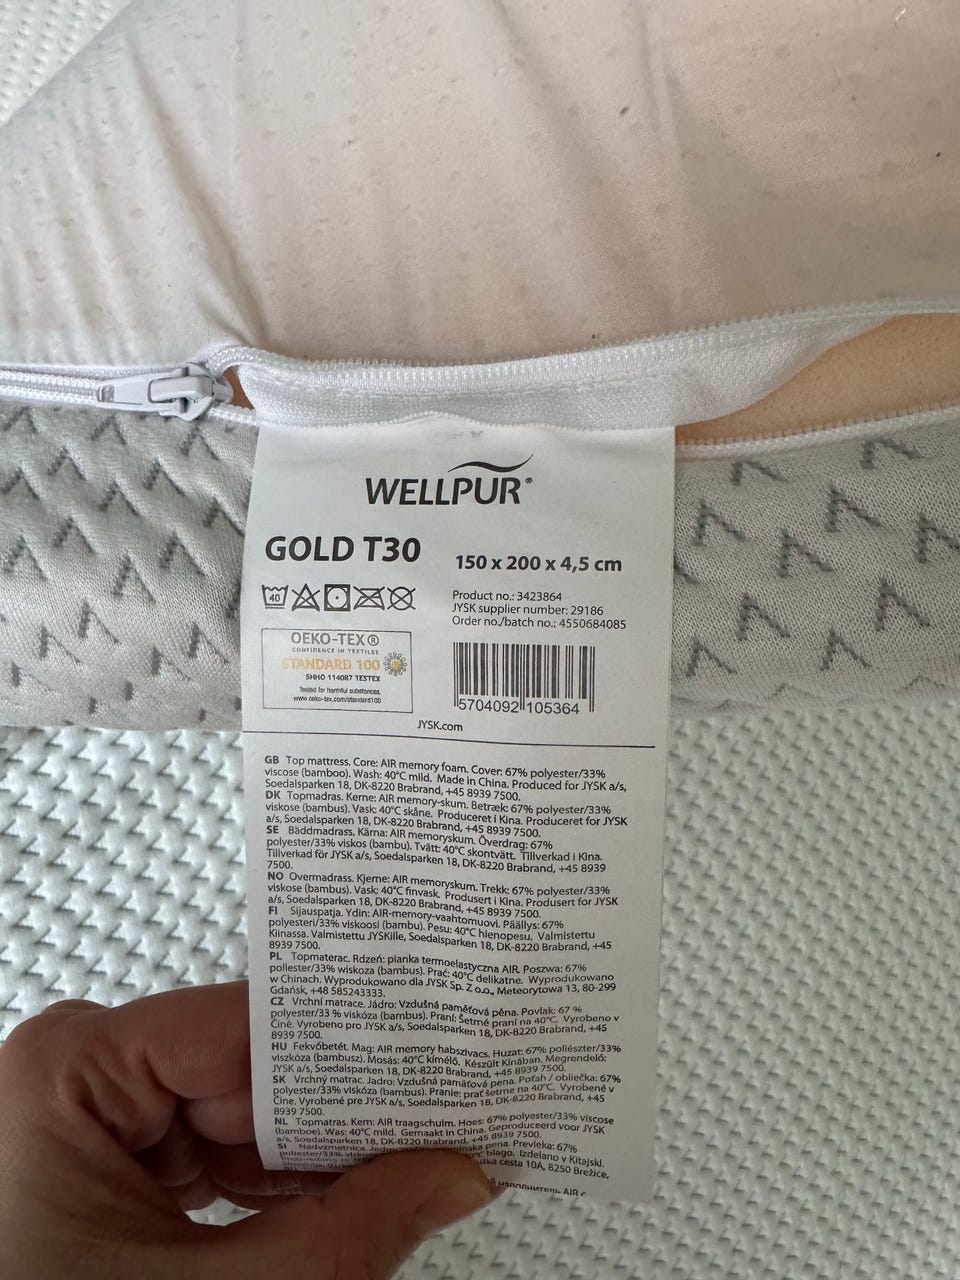 WELLPUR®
GOLD T30
150 x 200 x 4,5 cm
40
Product no.: 3423864
JYSK supplier number: 29186
Order no./batch no.: 4550684085
OEKO-TEX®
CONFIDENCE IN TEXTILES
STANDARD 100
SHHO 114087 TESTEX
Tested for harmful substances.
www.oeko-tex.com/standard100
5704092 105364
JYSK.com
GB Top mattress. Core: AIR memory foam. Cover: 67% polyester/33%
viscose (bamboo). Wash: 40°C mild. Made in China. Produced for JYSK a/s,
Soedalsparken 18, DK-8220 Brabrand, +45 8939 7500.
DK Topmadras. Kerne: AIR memory-skum. Betræk: 67% polyester/33%
viskose (bambus). Vask: 40°C skåne. Produceret i Kina. Produceret for JYSK
a/s, Soedalsparken 18, DK-8220 Brabrand, +45 8939 7500.
SE Bäddmadrass. Kärna: AIR memoryskum. Överdrag: 67%
polyester/33% viskos (bambu). Tvätt: 40°C skontvätt. Tillverkad i Kina.
Tillverkad för JYSK a/s, Soedalsparken 18, DK-8220 Brabrand, +45 8939
7500.
NO Overmadrass. Kjerne: AIR memoryskum. Trekk: 67% polyester/33%
viskose (bambus). Vask: 40°C finvask. Produsert i Kina. Produsert for JYSK
a/s, Soedalsparken 18, DK-8220 Brabrand, +45 8939 7500.
FI Sijauspatja. Ydin: AIR-memory-vaahtomuovi. Päällys: 67%
polyesteri/33% viskoosi (bambu). Pesu: 40°C hienopesu. Valmistettu
Kiinassa. Valmistettu JYSKille, Soedalsparken 18, DK-8220 Brabrand, +45
8939 7500.
PL Topmaterac. Rdzeń: pianka termoelastyczna AIR. Poszwa: 67%
poliester/33% wiskoza (bambus). Prać: 40°C delikatne. Wyprodukowano
w Chinach. Wyprodukowano dla JYSK Sp. Z o.o., Meteorytowa 13, 80-299
Gdańsk, +48 585243333.
CZ Vrchní matrace. Jádro: Vzdušná paměťová pěna. Povlak: 67 %
polyester/33 % viskóza (bambus). Praní: Šetrné praní na 40°C. Vyrobeno v
Číně. Vyrobeno pro JYSK a/s, Soedalsparken 18, DK-8220 Brabrand, +45
8939 7500.
HU Fekvőbetét. Mag: AIR memory habszivacs. Huzat: 67% poliészter/33%
viszkóza (bambusz). Mosás: 40°C kímélő. Készült Kínában. Megrendelő:
JYSK a/s, Soedalsparken 18, DK-8220 Brabrand, +45 8939 7500.
SK Vrchný matrac. Jadro: Vzdušná pamäťová pena. Poťah / obliečka: 67%
polyester/33 % viskóza (bambus). Pranie: prať šetrne na 40°C. Vyrobené v
Číne. Vyrobené pre JYSK a/s, Soedalsparken 18, DK-8220 Brabrand, +45
8939 7500.
NL Topmatras. Kern: AIR traagschuim. Hoes: 67% polyester/33% viscose
(bamboe). Was: 40°C mild. Gemaakt in China. Geproduceerd voor JYSK
a/s, Soedalsparken 18, DK-8220 Brabrand, +45 8939 7500.
SI Nadvzmetnica. pena. Prevleka: 67%
poliester/33% 40°C blago. Izdelano v Kitajski.
cesta 10A, 8250 Brežice,
наполнитель AIR с